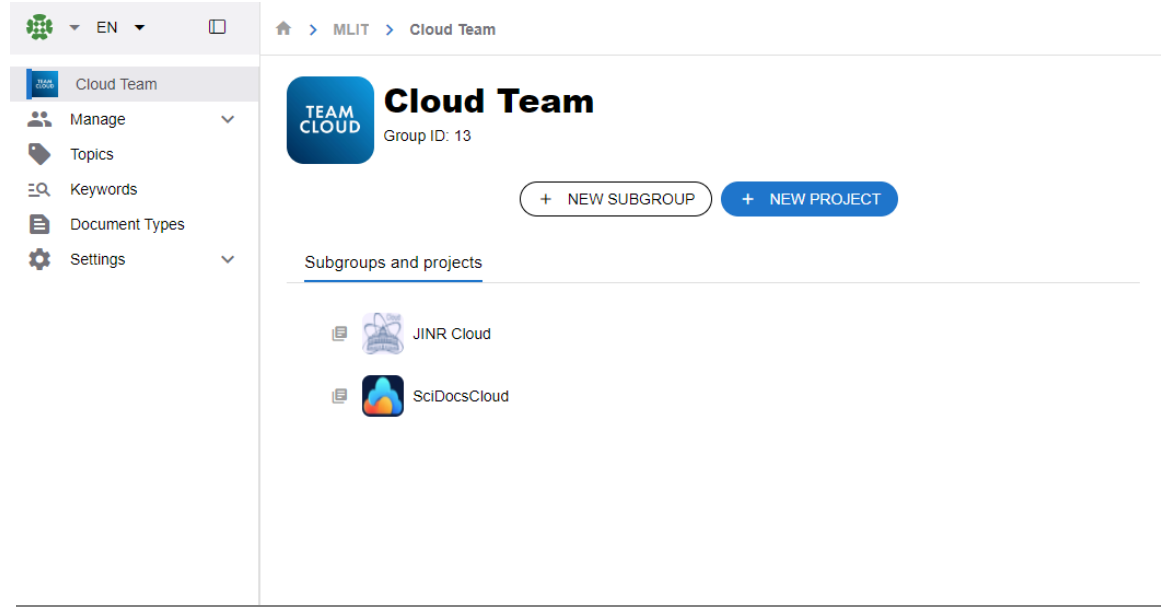 EN
MLIT
Cloud Team
Cloud Team
Manage
Topics
Keywords
Document Types
Settings
TEAM
CLOUD
Cloud Team
Group ID: 13
+ NEW SUBGROUP
+ NEW PROJECT
Subgroups and projects
JINR Cloud
SciDocsCloud